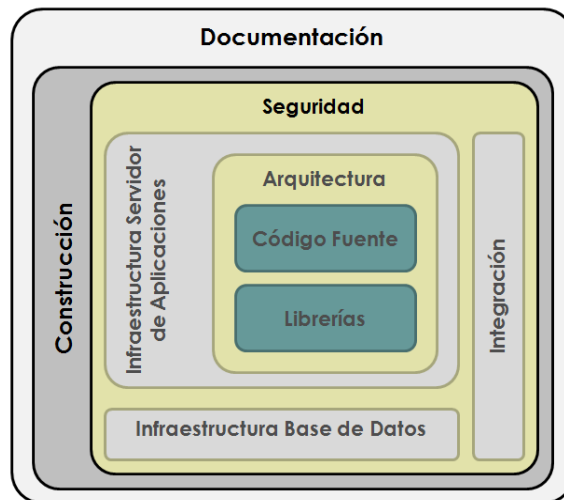 Documentación
Construcción
Seguridad
Infraestructura Servidor
de Aplicaciones
Arquitectura
Código Fuente
Librerías
Integración
Infraestructura Base de Datos